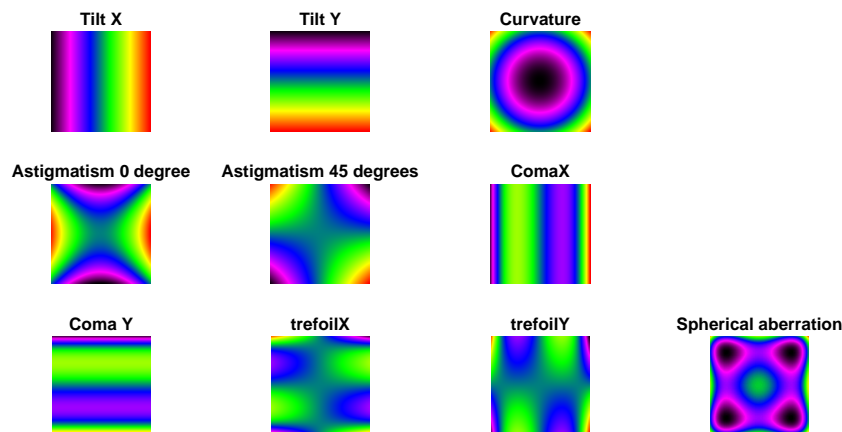 Tilt X
Tilt Y
Curvature
Astigmatism 0 degree
Astigmatism 45 degrees
ComaX
Coma Y
trefoilX
trefoilY
Spherical aberration